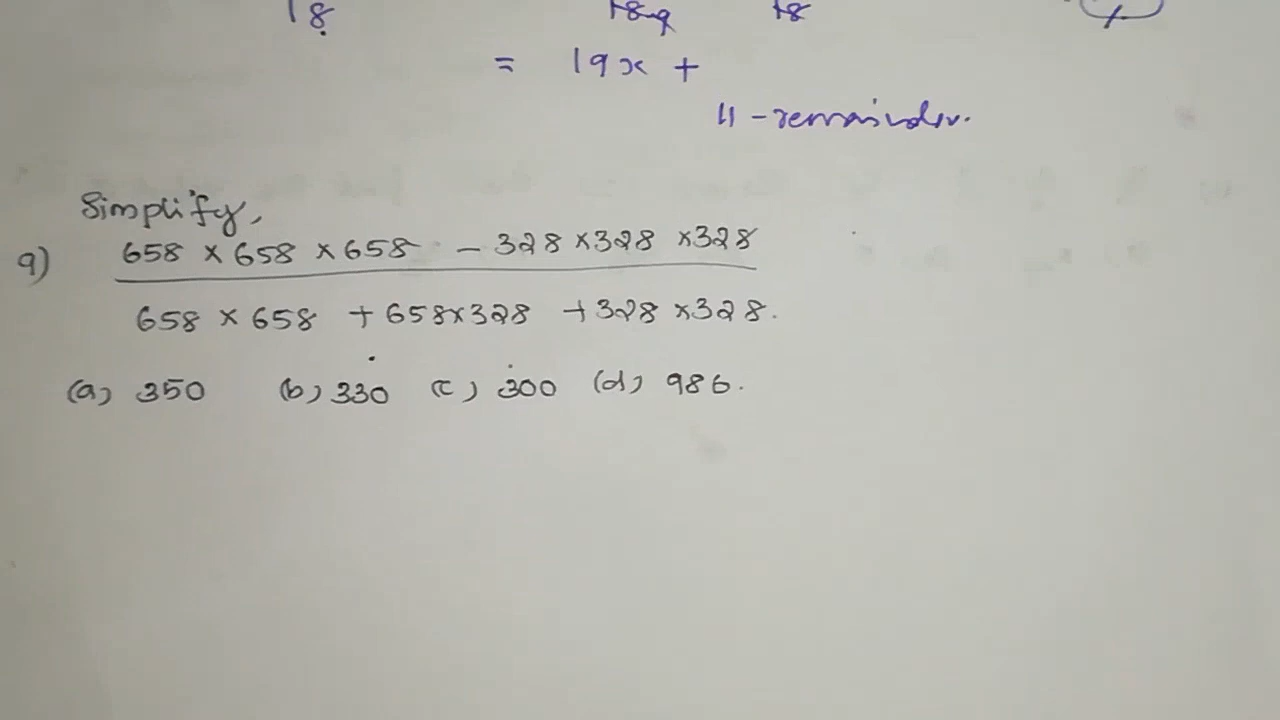 18
= 19x +
11 - remainder.
Simplify,
9) 658 × 658 × 658 - 328 × 328 × 328
658 × 658 + 658 × 328 + 328 × 328.
(a) 350 (b) 330 (c) 300 (d) 986.